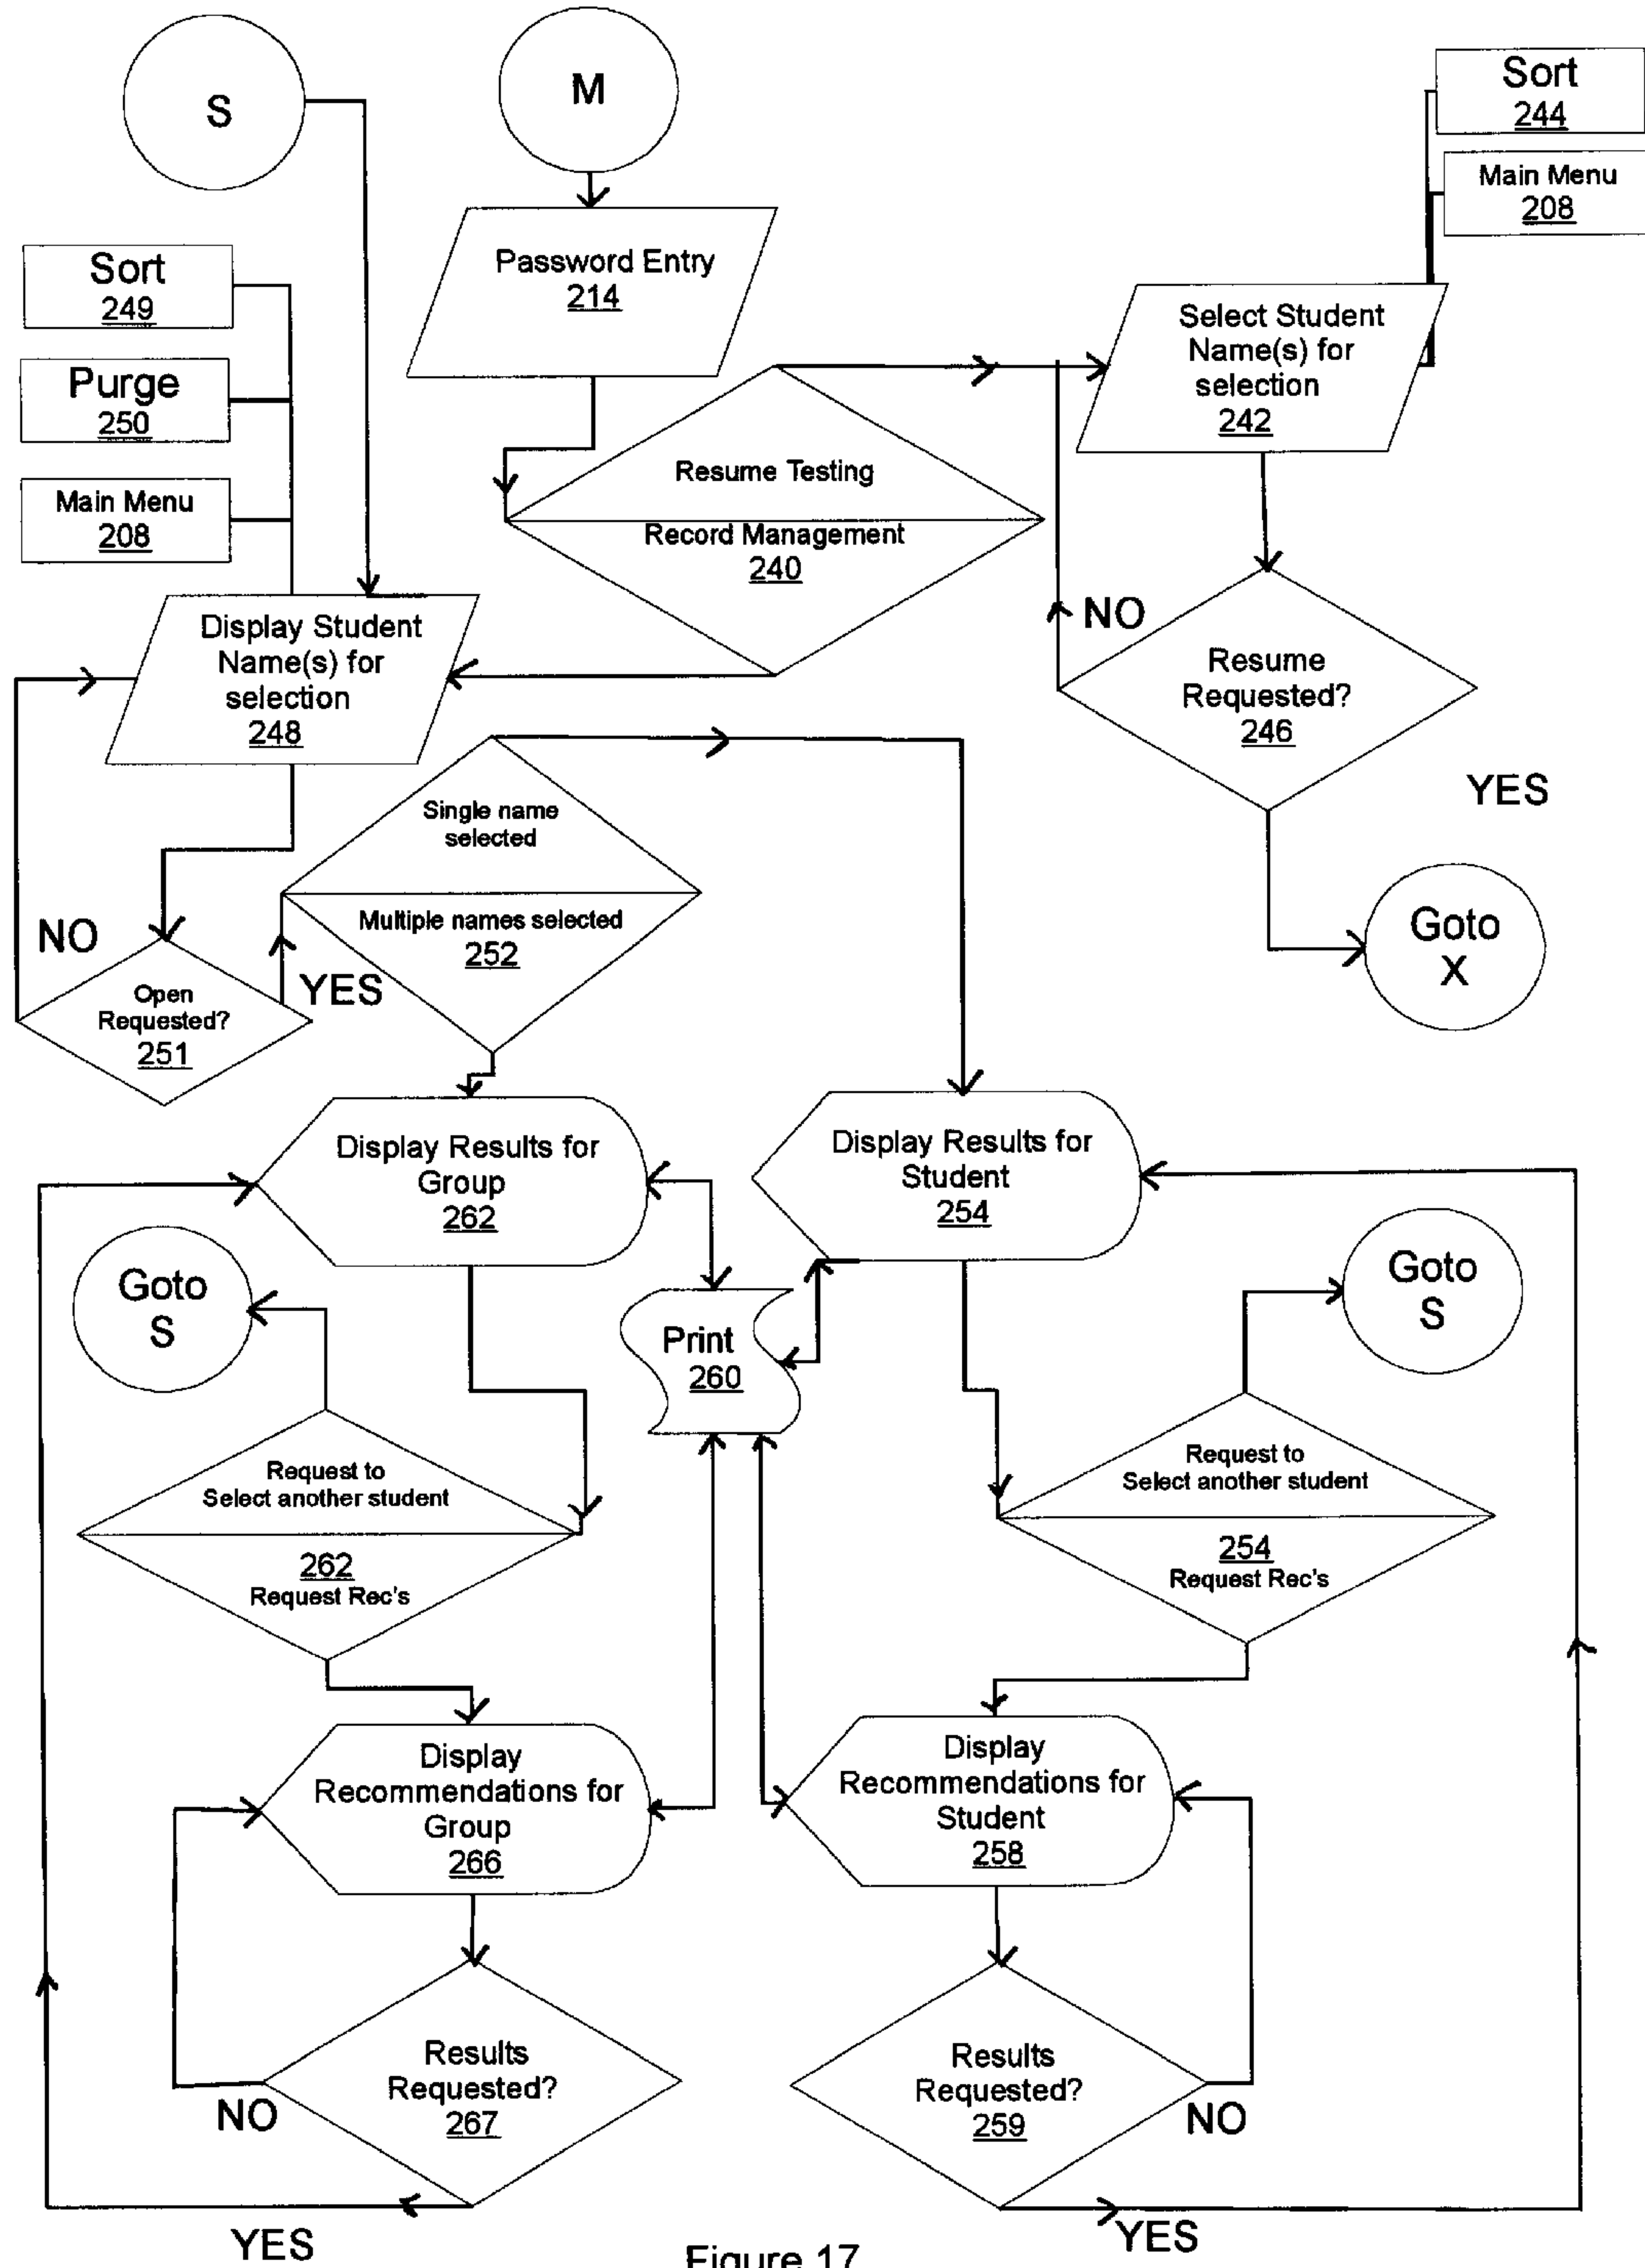 S
M
Sort
244
Main Menu
208
Password Entry
214
Sort
249
Purge
250
Main Menu
208
Select Student
Name(s) for
selection
242
Resume Testing
Record Management
240
Display Student
Name(s) for
selection
248
NO
Resume
Requested?
246
YES
Single name
selected
Multiple names selected
252
Goto
X
NO
Open
Requested?
251
YES
Display Results for
Group
262
Display Results for
Student
254
Goto
S
Print
260
Goto
S
Request to
Select another student
262
Request Rec's
Request to
Select another student
254
Request Rec's
Display
Recommendations for
Group
266
Display
Recommendations for
Student
258
Results
Requested?
267
NO
Results
Requested?
259
NO
YES
YES
Figure 17